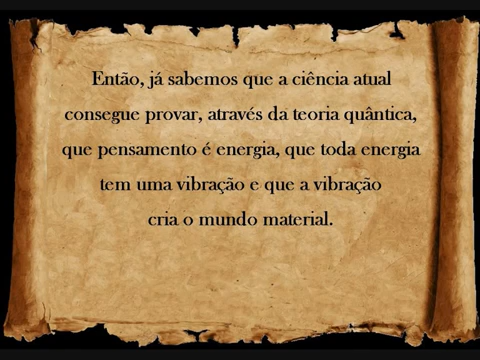 Então, já sabemos que a ciência atual
consegue provar, através da teoria quântica,
que pensamento é energia, que toda energia
tem uma vibração e que a vibração
cria o mundo material.